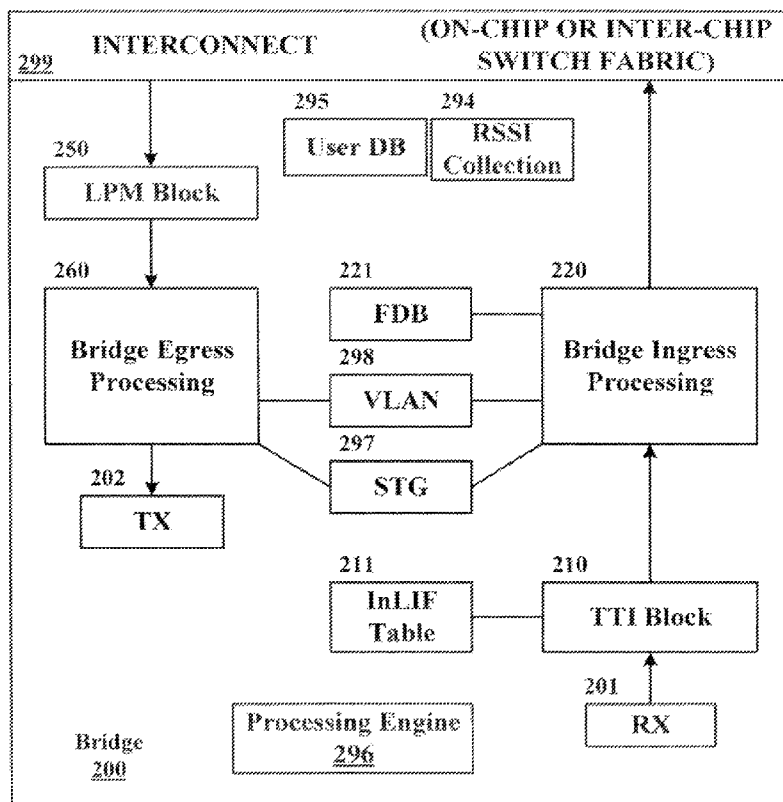 INTERCONNECT
(ON-CHIP OR INTER-CHIP
SWITCH FABRIC)
299
295
294
User DB
RSSI
Collection
250
LPM Block
260
Bridge Egress
Processing
221
FDB
220
Bridge Ingress
Processing
298
VLAN
297
STG
202
TX
211
InLIF
Table
210
TTI Block
201
RX
Processing Engine
296
Bridge
200